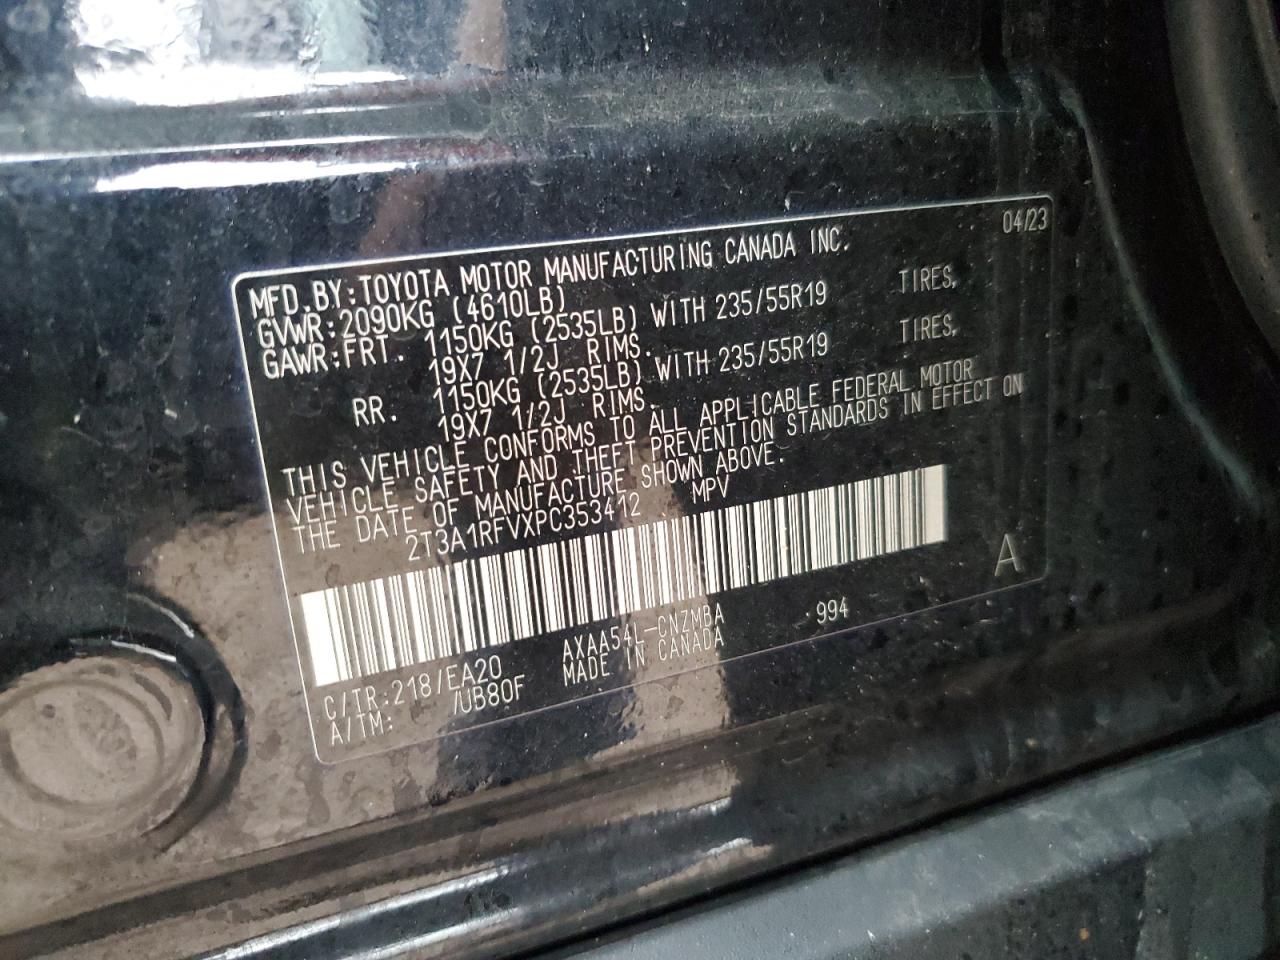 04/23
MFD.BY:TOYOTA MOTOR MANUFACTURING CANADA INC.
GVWR:2090KG (4610LB)
GAWR:FRT. 1150KG (2535LB) WITH 235/55R19 TIRES,
19X7 1/2J RIMS.
RR. 1150KG (2535LB) WITH 235/55R19 TIRES,
19X7 1/2J RIMS.
THIS VEHICLE CONFORMS TO ALL APPLICABLE FEDERAL MOTOR
VEHICLE SAFETY AND THEFT PREVENTION STANDARDS IN EFFECT ON
THE DATE OF MANUFACTURE SHOWN ABOVE.
2T3A1RFVXPC353412 MPV
A
C/TR:218/EA20 AXAA54L-CNZMBA 994
A/TM: /UB80F MADE IN CANADA